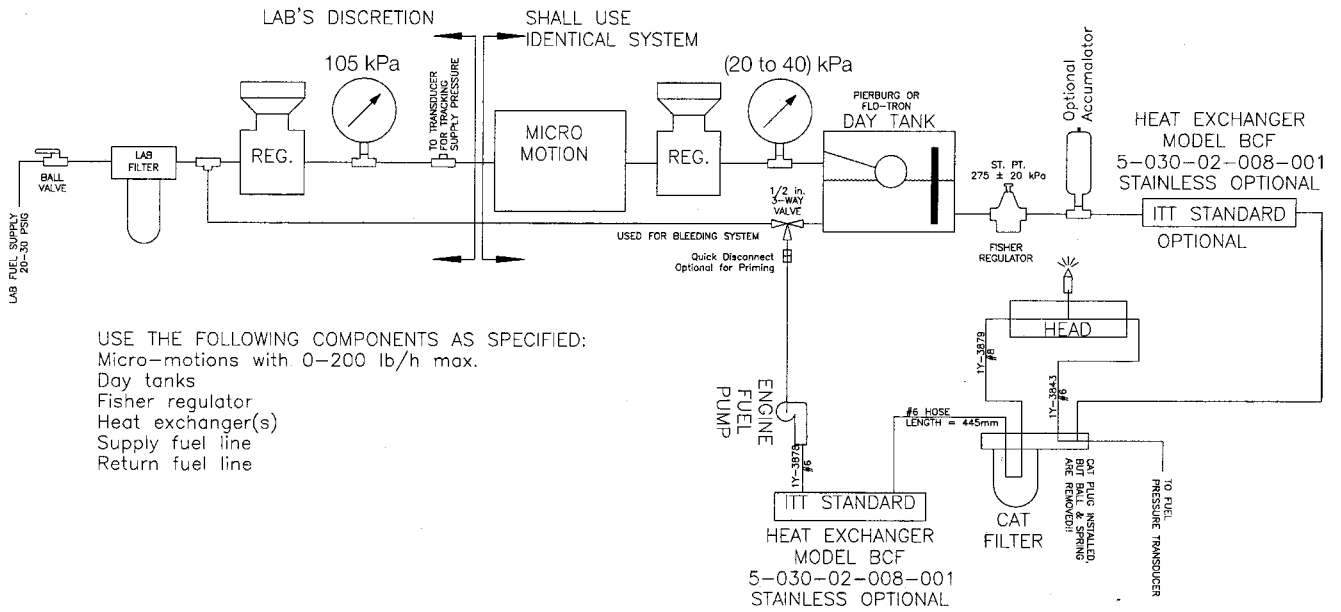 LAB'S DISCRETION
SHALL USE
IDENTICAL SYSTEM
105 kPa
(20 to 40) kPa
TO TRANSDUCER
FOR TRACKING
SUPPLY PRESSURE
PIERBURG OR
FLO-TRON
DAY TANK
Optional
Accumalator
HEAT EXCHANGER
MODEL BCF
5-030-02-008-001
STAINLESS OPTIONAL
BALL
VALVE
LAB
FILTER
REG.
MICRO
MOTION
REG.
ST. PT.
275 ± 20 kPa
ITT STANDARD
OPTIONAL
LAB FUEL SUPPLY
20-30 PSIG
1/2 in.
3-WAY
VALVE
USED FOR BLEEDING SYSTEM
FISHER
REGULATOR
Quick Disconnect
Optional for Priming
HEAD
USE THE FOLLOWING COMPONENTS AS SPECIFIED:
Micro-motions with 0-200 lb/h max.
Day tanks
Fisher regulator
Heat exchanger(s)
Supply fuel line
Return fuel line
ENGINE
FUEL
PUMP
1Y-3879
#8
1Y-3843
#6
#6 HOSE
LENGTH = 445mm
1Y-3878
#6
ITT STANDARD
HEAT EXCHANGER
MODEL BCF
5-030-02-008-001
STAINLESS OPTIONAL
CAT
FILTER
CAT PLUG INSTALLED,
BUT BALL & SPRING
ARE REMOVED!!
TO FUEL
PRESSURE TRANSDUCER